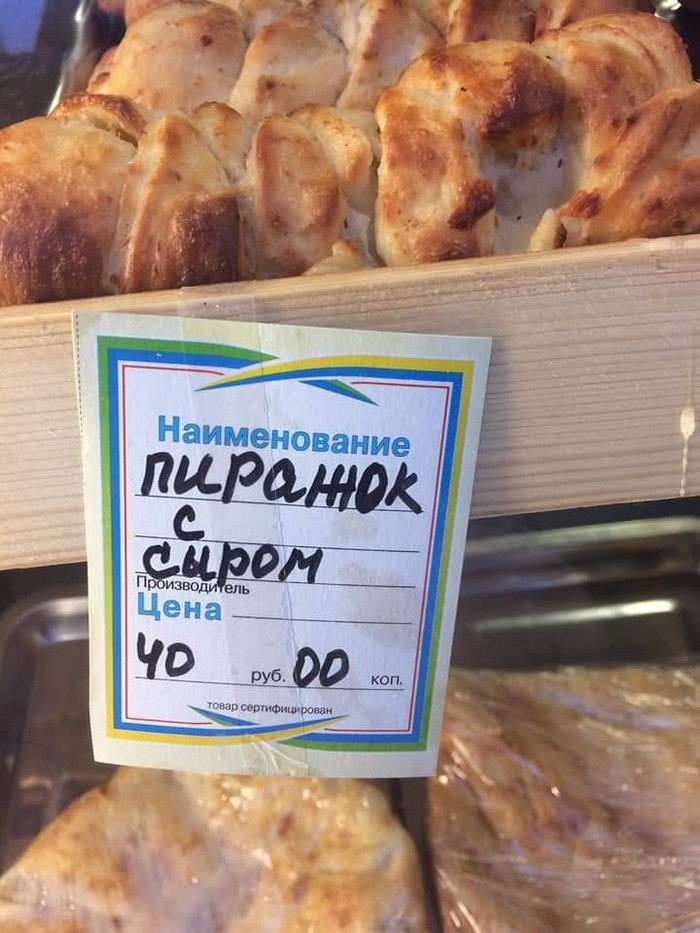 Наименование
пиражок
с
сыром
Производитель
Цена
40 руб. 00 коп.
товар сертифицирован